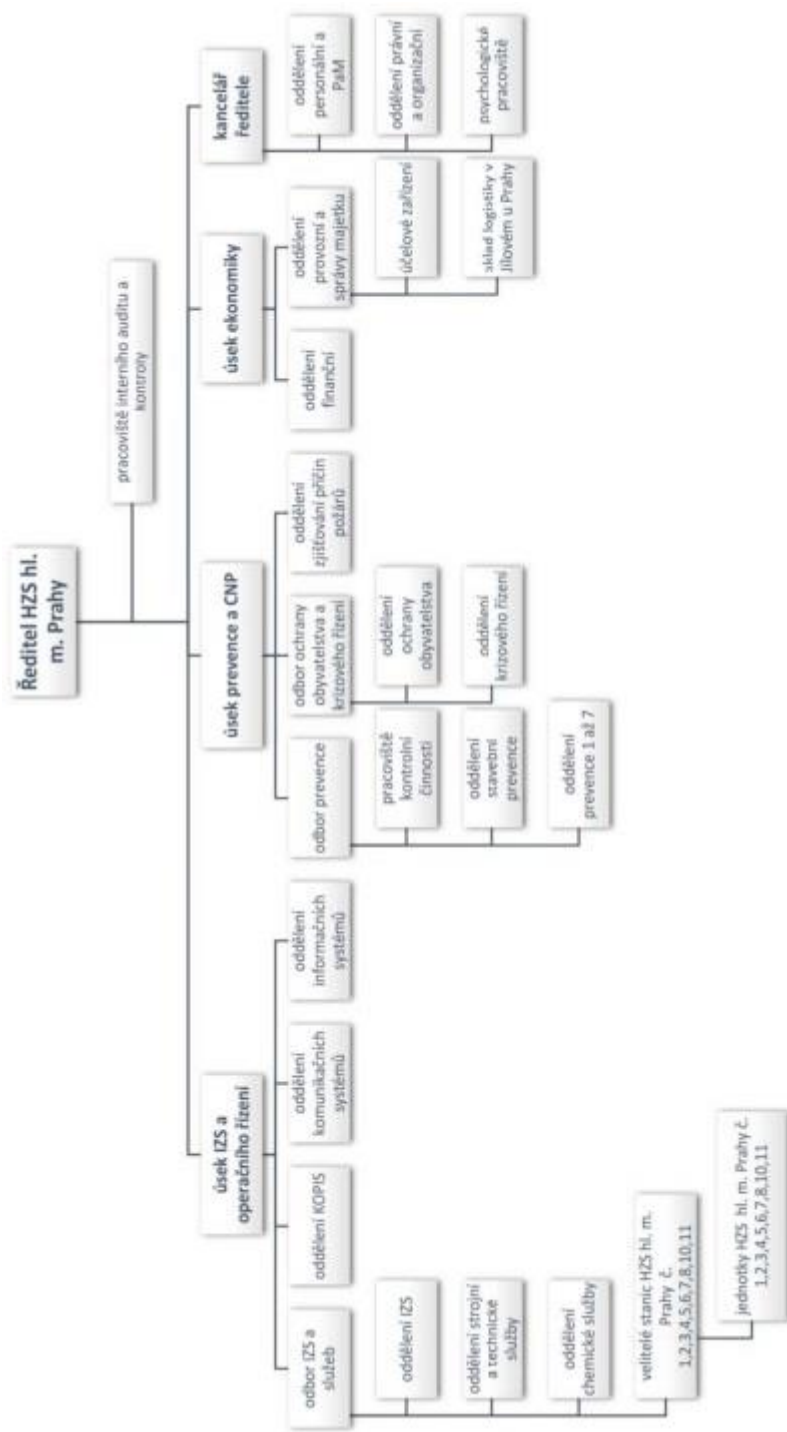 Ředitel HZS hl.
m. Prahy
pracoviště interního auditu a
kontroly
úsek IZS a
operačního řízení
odbor IZS a
služeb
oddělení IZS
oddělení strojní
a technické
služby
oddělení
chemické služby
velitelé stanic HZS hl. m.
Prahy č.
1,2,3,4,5,6,7,8,10,11
jednotky HZS hl. m. Prahy č.
1,2,3,4,5,6,7,8,10,11
oddělení KOPIS
oddělení
komunikačních
systémů
oddělení
informačních
systémů
úsek prevence a CNP
odbor prevence
pracoviště
kontrolní
činnosti
oddělení
stavební
prevence
oddělení
prevence 1 až 7
odbor ochrany
obyvatelstva a
krizového řízení
oddělení
ochrany
obyvatelstva
oddělení
krizového řízení
oddělení
zjišťování příčin
požárů
úsek ekonomiky
oddělení
finanční
oddělení
provozní a
správy majetku
účelové zařízení
sklad logistiky v
Jílovém u Prahy
kancelář
ředitele
oddělení
personální a
PaM
oddělení právní
a organizační
psychologické
pracoviště